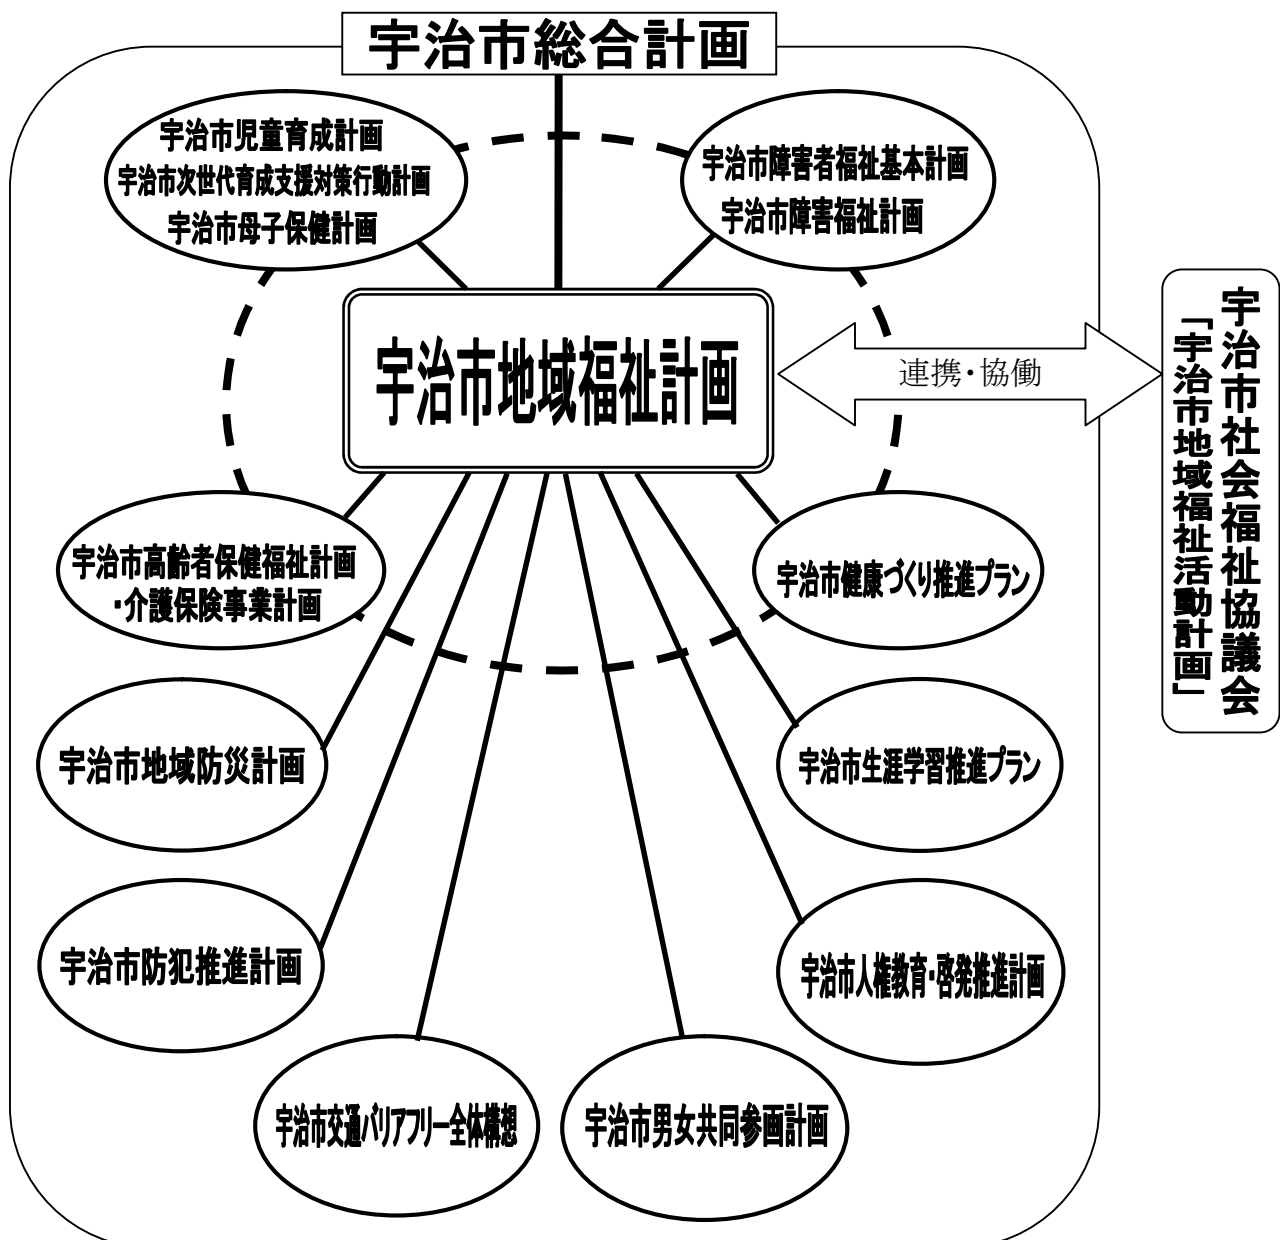 宇治市総合計画
宇治市児童育成計画
宇治市次世代育成支援対策行動計画
宇治市母子保健計画
宇治市障害者福祉基本計画
宇治市障害福祉計画
宇治市地域福祉計画
連携・協働
宇治市社会福祉協議会
「宇治市地域福祉活動計画」
宇治市高齢者保健福祉計画
・介護保険事業計画
宇治市健康づくり推進プラン
宇治市地域防災計画
宇治市生涯学習推進プラン
宇治市防犯推進計画
宇治市人権教育・啓発推進計画
宇治市交通バリアフリー全体構想
宇治市男女共同参画計画